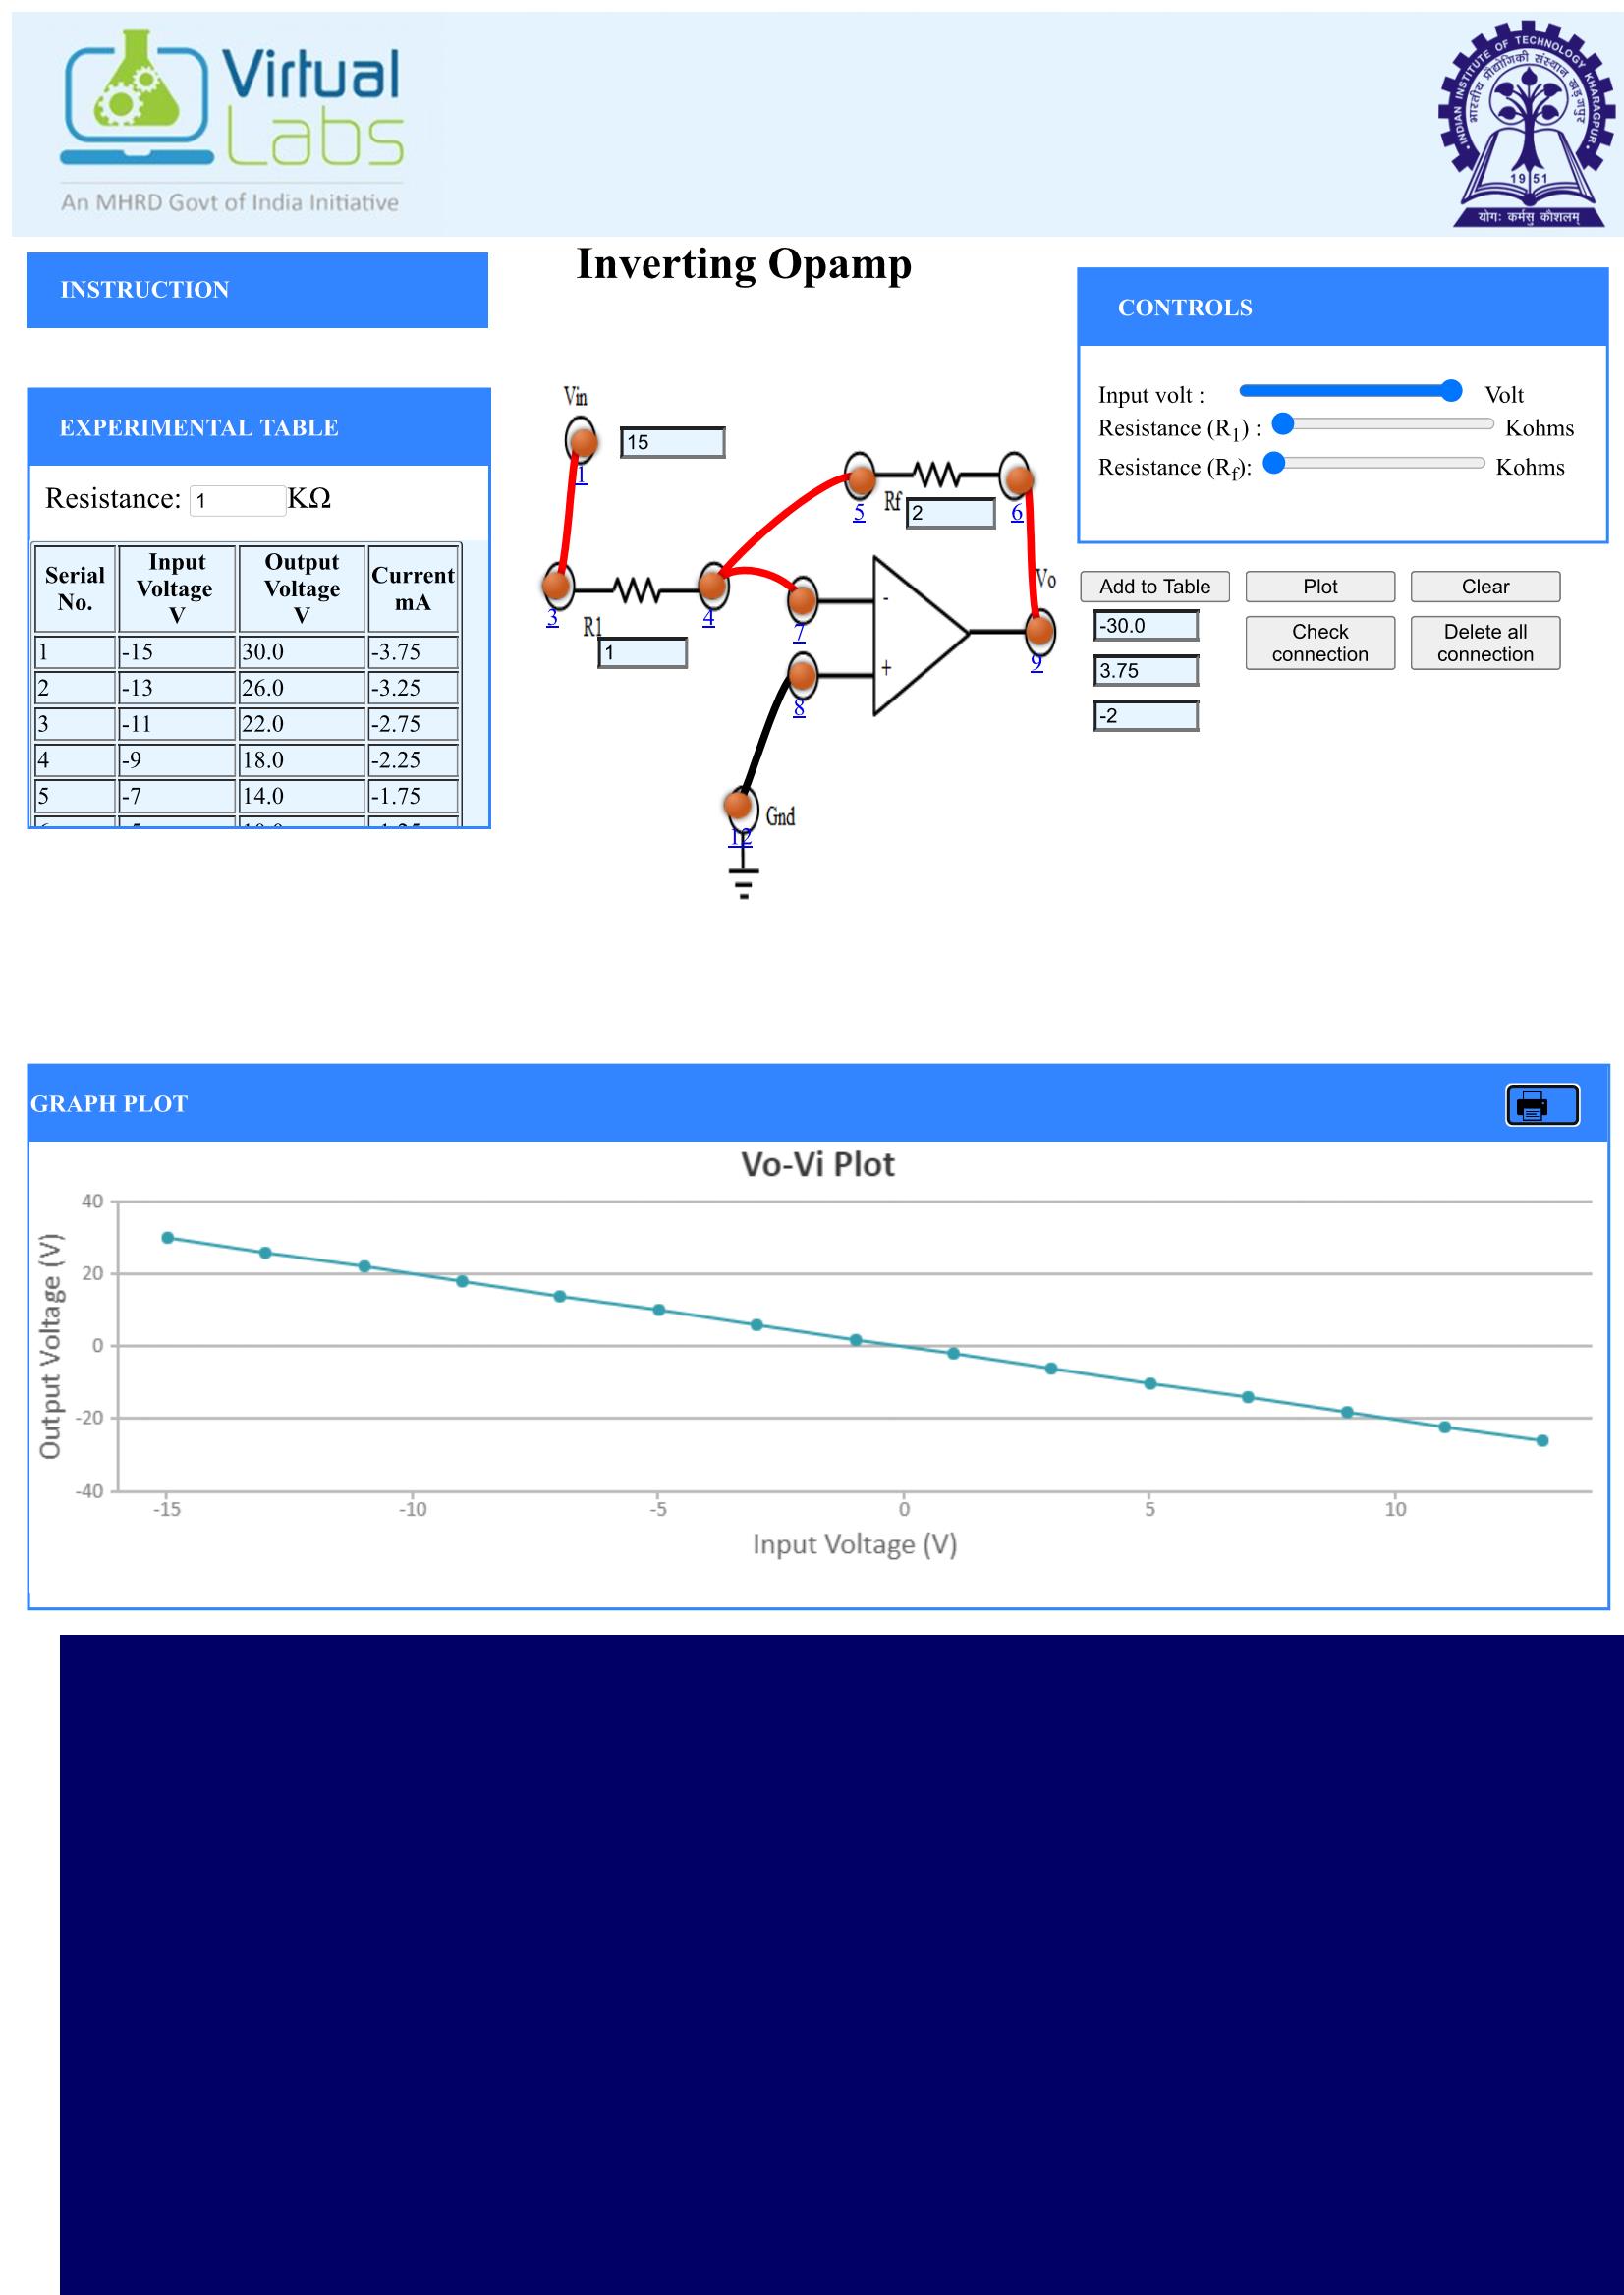 Virtual
Labs
An MHRD Govt of India Initiative
INDIAN INSTITUTE OF TECHNOLOGY KHARAGPUR
भारतीय प्रौद्योगिकी संस्थान खड़गपुर
19 51
योगः कर्मसु कौशलम्
INSTRUCTION
Inverting Opamp
CONTROLS
Input volt : Volt
Resistance (R1) : Kohms
Resistance (Rf): Kohms
EXPERIMENTAL TABLE
Resistance: 1 KΩ
Serial No. Input Voltage V Output Voltage V Current mA
1 -15 30.0 -3.75
2 -13 26.0 -3.25
3 -11 22.0 -2.75
4 -9 18.0 -2.25
5 -7 14.0 -1.75
Vin
15
1
5
Rf
2
6
3
R1
1
4
7
-
+
8
Vo
9
Gnd
12
Add to Table Plot Clear
-30.0
Check connection
Delete all connection
3.75
-2
GRAPH PLOT
Vo-Vi Plot
Output Voltage (V)
40
20
0
-20
-40
-15 -10 -5 0 5 10
Input Voltage (V)